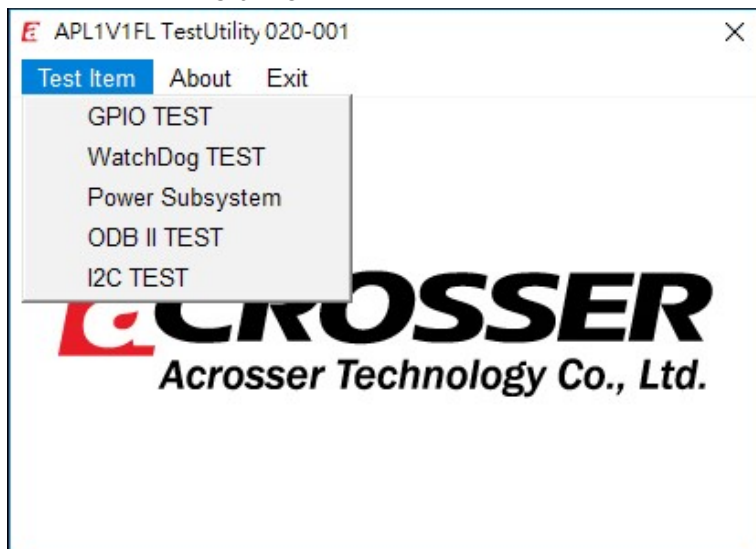 APL1V1FL TestUtility 020-001
Test Item About Exit
GPIO TEST
WatchDog TEST
Power Subsystem
ODB II TEST
I2C TEST
aCROSSER
Acrosser Technology Co., Ltd.